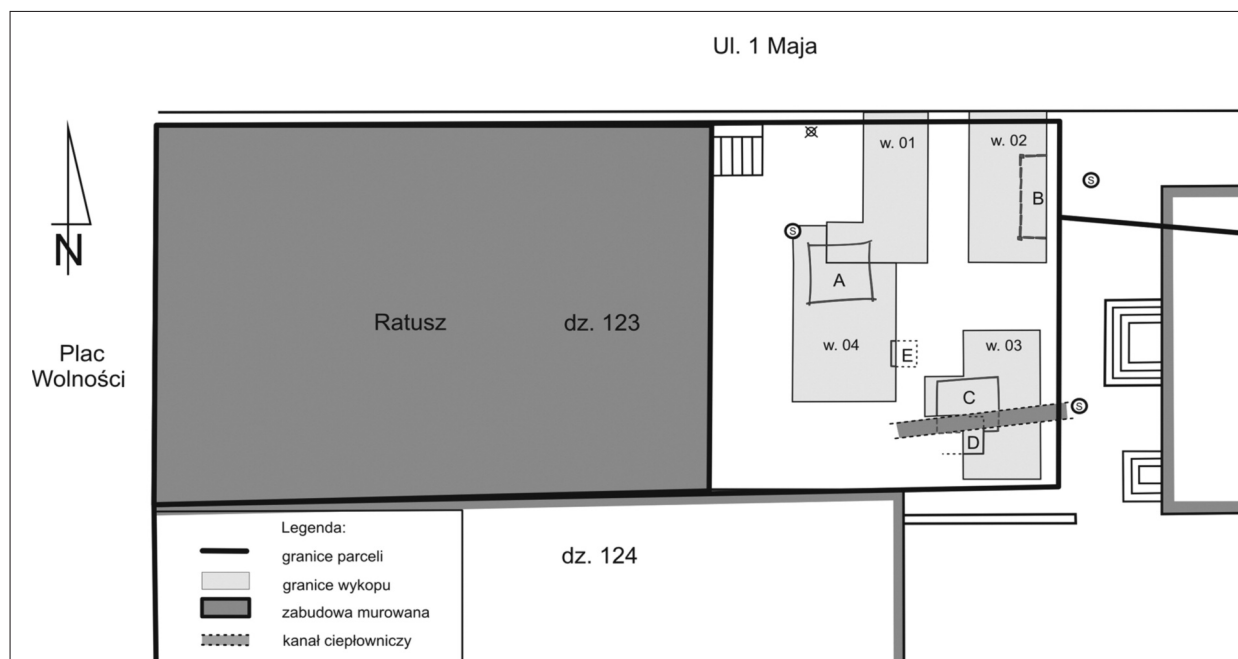 Ul. 1 Maja
w. 01
w. 02
S
B
S
N
A
Ratusz
dz. 123
Plac
Wolności
w. 04
E
w. 03
C
S
D
Legenda:
granice parceli
dz. 124
granice wykopu
zabudowa murowana
kanał ciepłowniczy